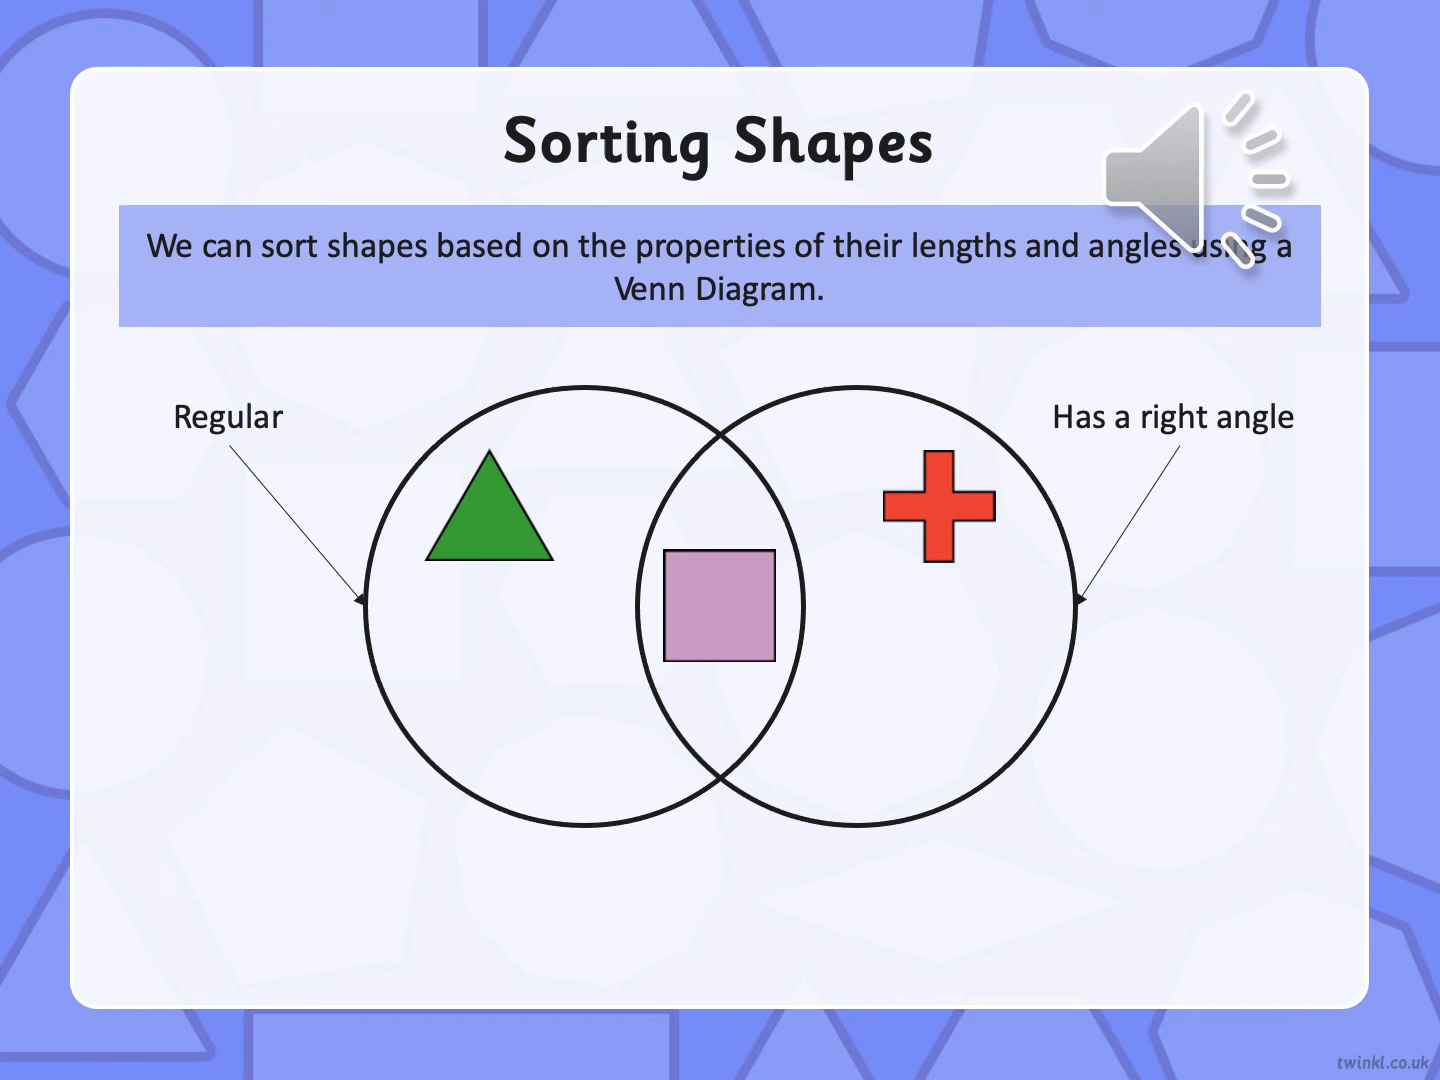 Sorting Shapes
We can sort shapes based on the properties of their lengths and angles using a
Venn Diagram.
Regular
Has a right angle
twinkl.co.uk